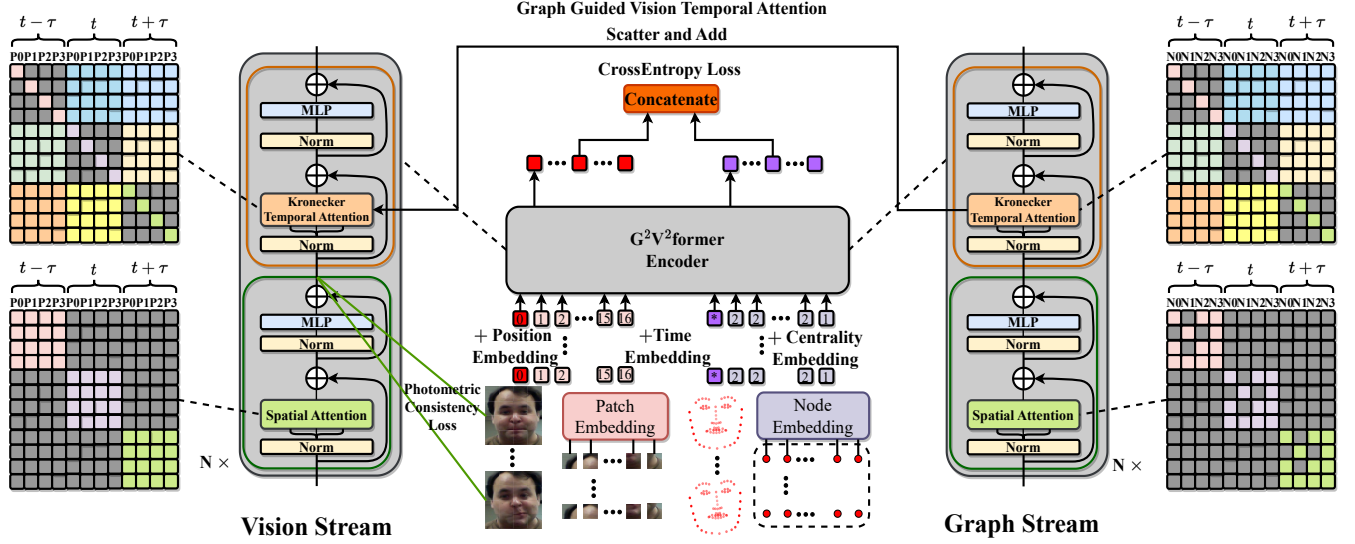 Graph Guided Vision Temporal Attention
Scatter and Add
CrossEntropy Loss
Concatenate
t − τ t t + τ
P0P1P2P3P0P1P2P3P0P1P2P3
t − τ t t + τ
P0P1P2P3P0P1P2P3P0P1P2P3
MLP
Norm
Kronecker
Temporal Attention
Norm
MLP
Norm
Spatial Attention
Norm
N ×
Vision Stream
G²V²former
Encoder
0 1 2 15 16 * 2 2 2 1
+ Position
Embedding
+Time
Embedding
+ Centrality
Embedding
0 1 2 15 16 * 2 2 2 1
Photometric
Consistency
Loss
Patch
Embedding
Node
Embedding
MLP
Norm
Kronecker
Temporal Attention
Norm
MLP
Norm
Spatial Attention
Norm
N ×
Graph Stream
t − τ t t + τ
N0N1N2N3N0N1N2N3N0N1N2N3
t − τ t t + τ
N0N1N2N3N0N1N2N3N0N1N2N3